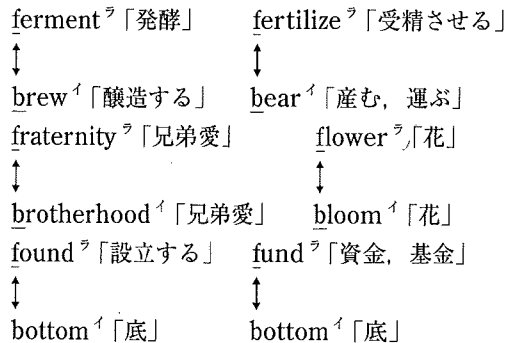 ferment ラ「発酵」 fertilize ラ「受精させる」
↕ ↕
brew イ「醸造する」 bear イ「産む，運ぶ」
fraternity ラ「兄弟愛」 flower ラ「花」
↕ ↕
brotherhood イ「兄弟愛」 bloom イ「花」
found ラ「設立する」 fund ラ「資金，基金」
↕ ↕
bottom イ「底」 bottom イ「底」